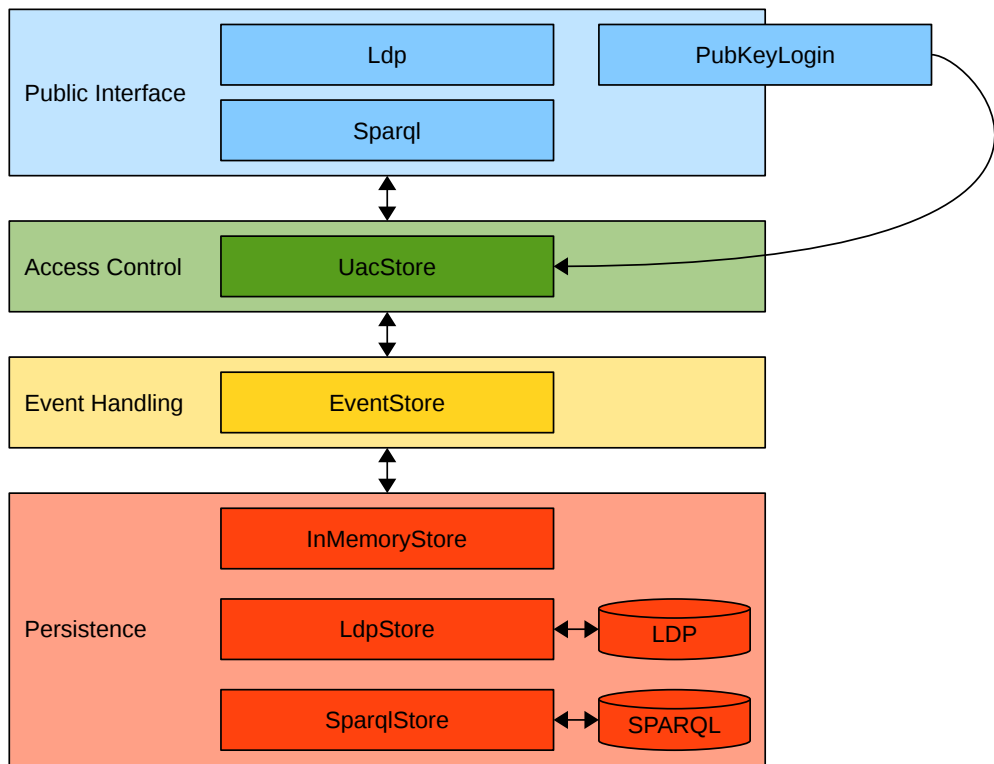 Ldp
PubKeyLogin
Public Interface
Sparql
Access Control
UacStore
Event Handling
EventStore
InMemoryStore
Persistence
LdpStore
LDP
SparqlStore
SPARQL